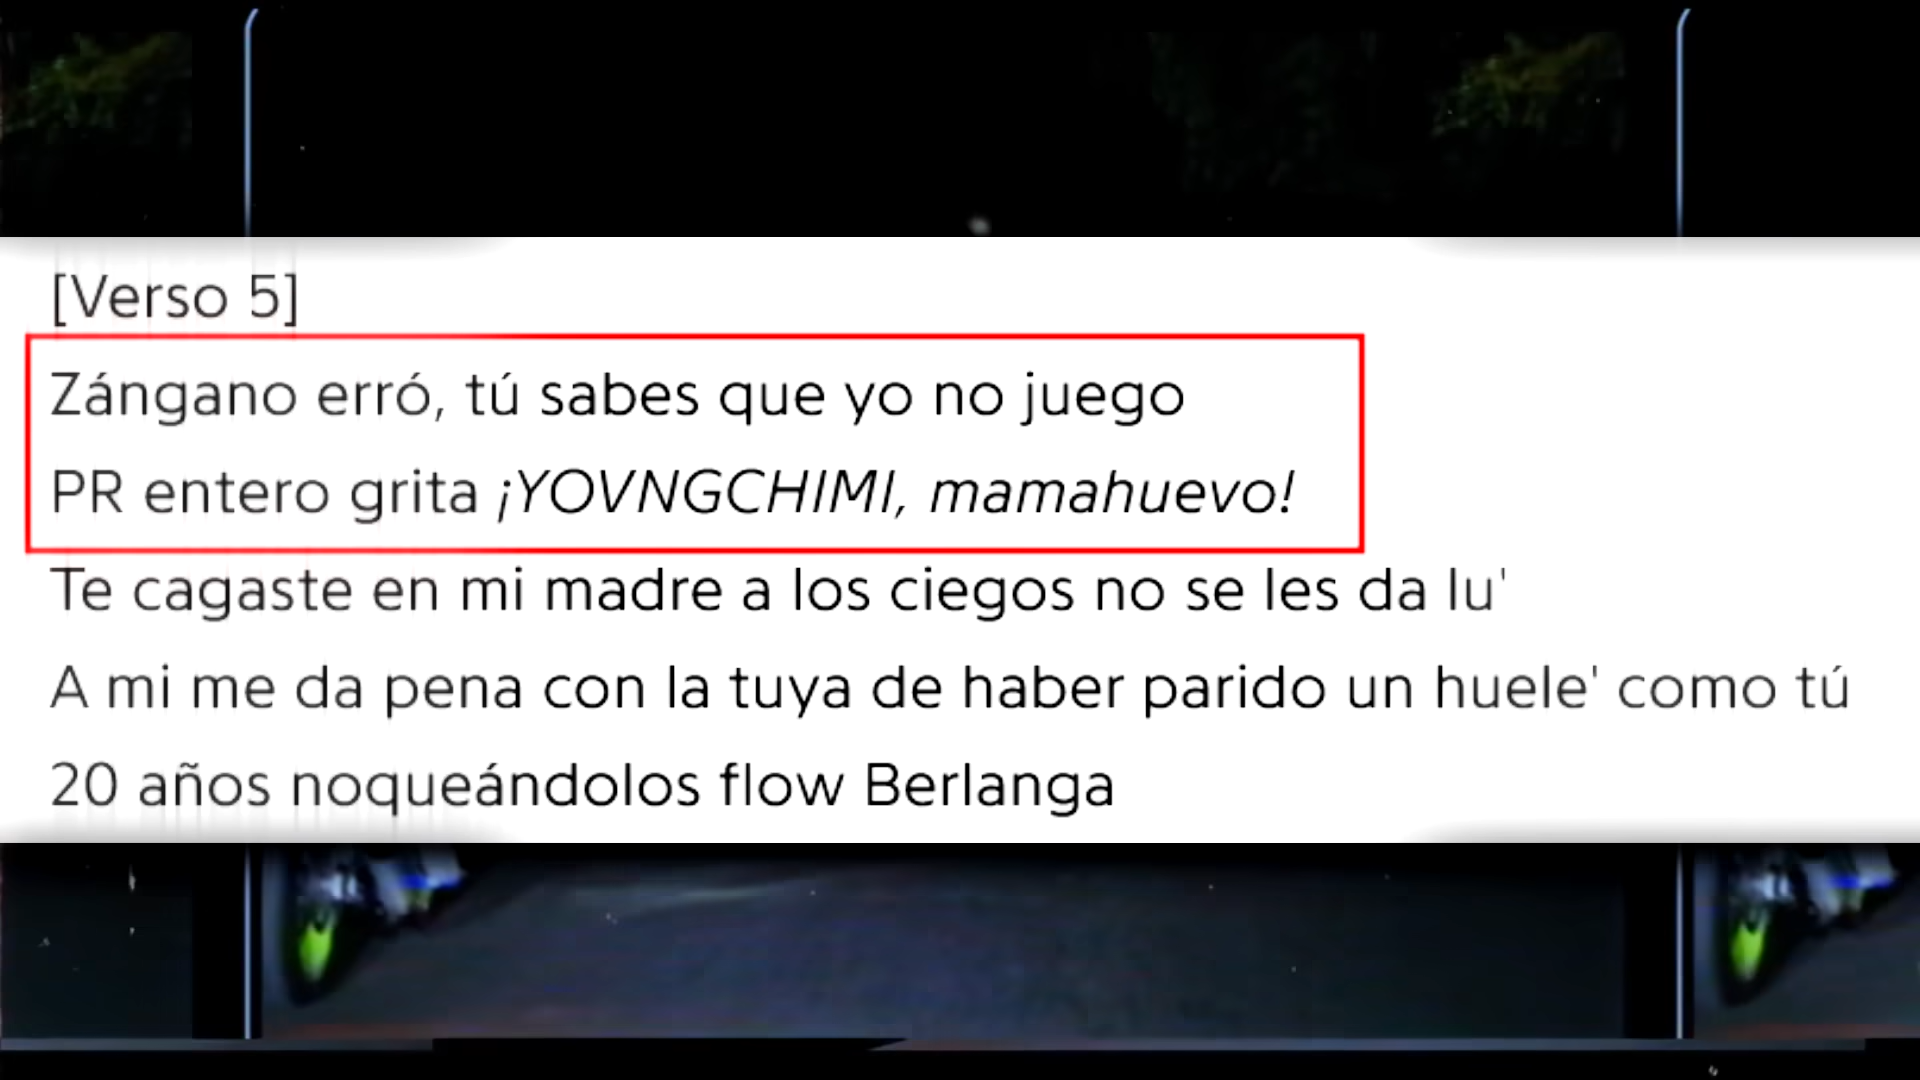 [Verso 5]
Zángano erró, tú sabes que yo no juego
PR entero grita ¡YOVNGCHIMI, mamahuevo!
Te cagaste en mi madre a los ciegos no se les da lu'
A mi me da pena con la tuya de haber parido un huele' como tú
20 años noqueándolos flow Berlanga